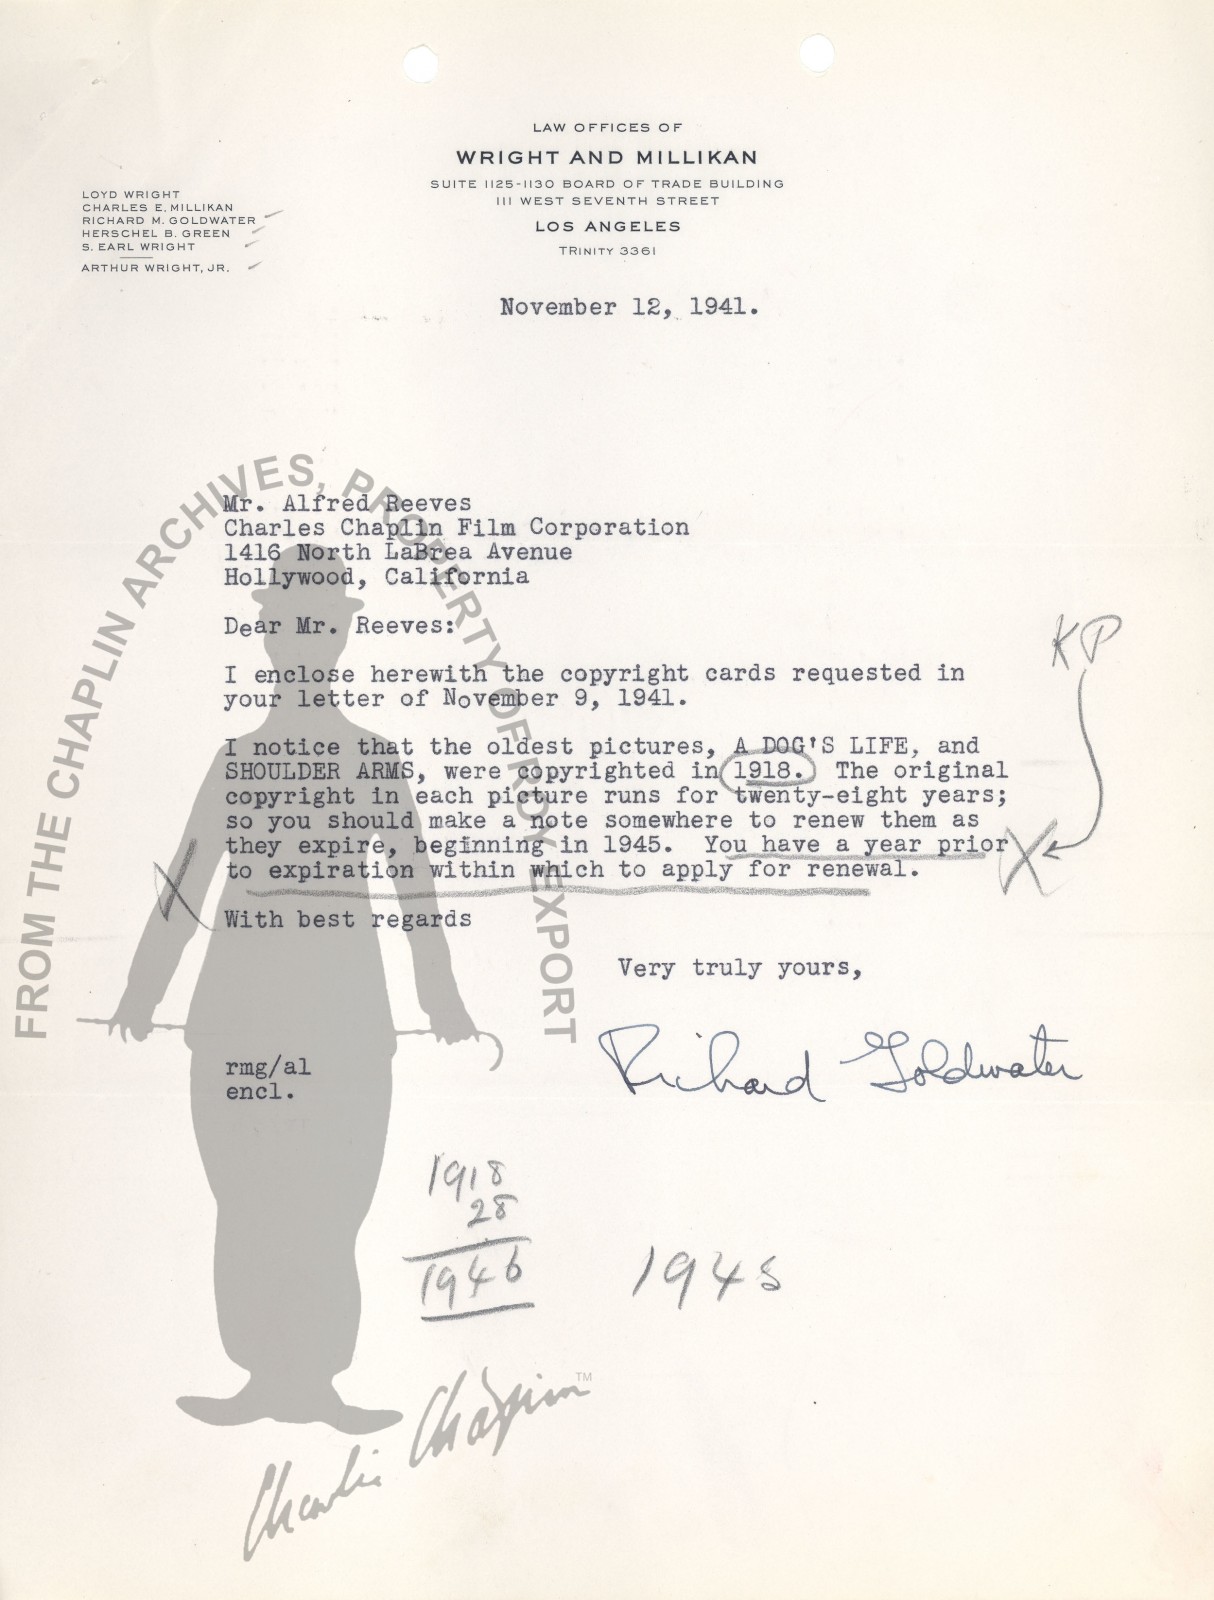 LAW OFFICES OF
WRIGHT AND MILLIKAN
SUITE 1125-1130 BOARD OF TRADE BUILDING
111 WEST SEVENTH STREET
LOS ANGELES
TRINITY 3361
LOYD WRIGHT
CHARLES E. MILLIKAN
RICHARD M. GOLDWATER
HERSCHEL B. GREEN
S. EARL WRIGHT
ARTHUR WRIGHT, JR.
November 12, 1941.
FROM THE CHAPLIN ARCHIVES, PROPERTY OF ROY EXPORT
Mr. Alfred Reeves
Charles Chaplin Film Corporation
1416 North LaBrea Avenue
Hollywood, California
Dear Mr. Reeves:
KP
I enclose herewith the copyright cards requested in
your letter of November 9, 1941.
I notice that the oldest pictures, A DOG'S LIFE, and
SHOULDER ARMS, were copyrighted in 1918. The original
copyright in each picture runs for twenty-eight years;
so you should make a note somewhere to renew them as
they expire, beginning in 1945. You have a year prior
to expiration within which to apply for renewal.
With best regards
Very truly yours,
Richard Goldwater
rmg/al
encl.
1918
28
1946
1945
Charlie Chaplin TM